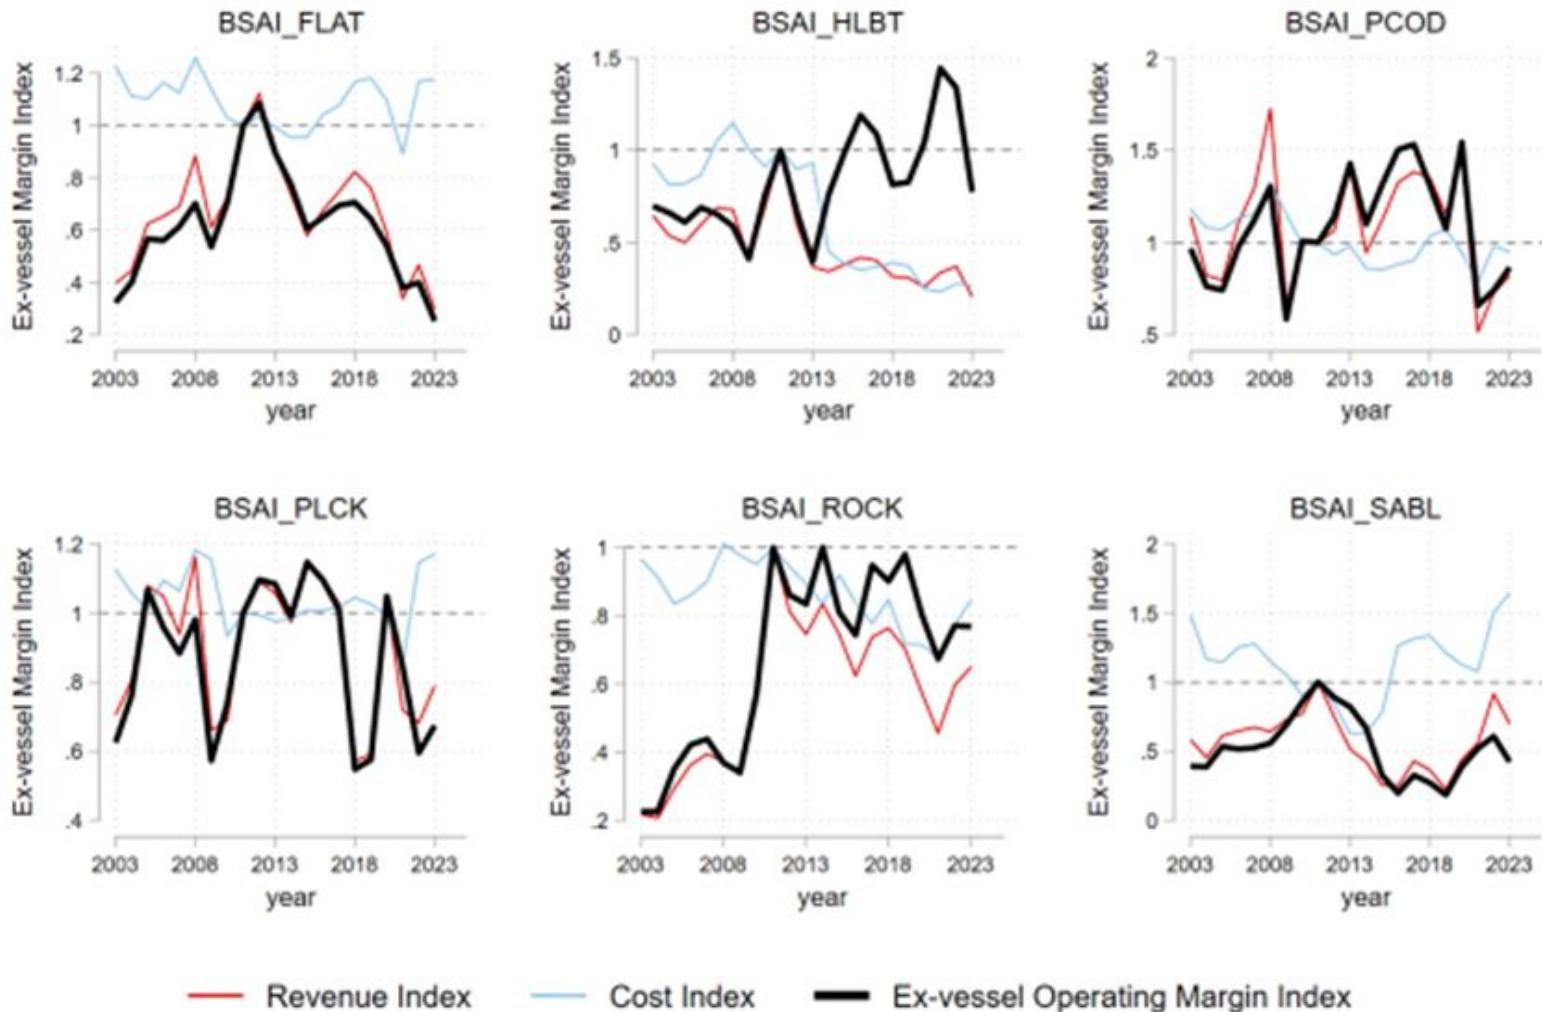 BSAI_FLAT
Ex-vessel Margin Index
1.2
1
.8
.6
.4
.2
2003 2008 2013 2018 2023
year
BSAI_HLBT
Ex-vessel Margin Index
1.5
1
.5
0
2003 2008 2013 2018 2023
year
BSAI_PCOD
Ex-vessel Margin Index
2
1.5
1
.5
2003 2008 2013 2018 2023
year
BSAI_PLCK
Ex-vessel Margin Index
1.2
1
.8
.6
.4
2003 2008 2013 2018 2023
year
BSAI_ROCK
Ex-vessel Margin Index
1
.8
.6
.4
.2
2003 2008 2013 2018 2023
year
BSAI_SABL
Ex-vessel Margin Index
2
1.5
1
.5
0
2003 2008 2013 2018 2023
year
Revenue Index
Cost Index
Ex-vessel Operating Margin Index